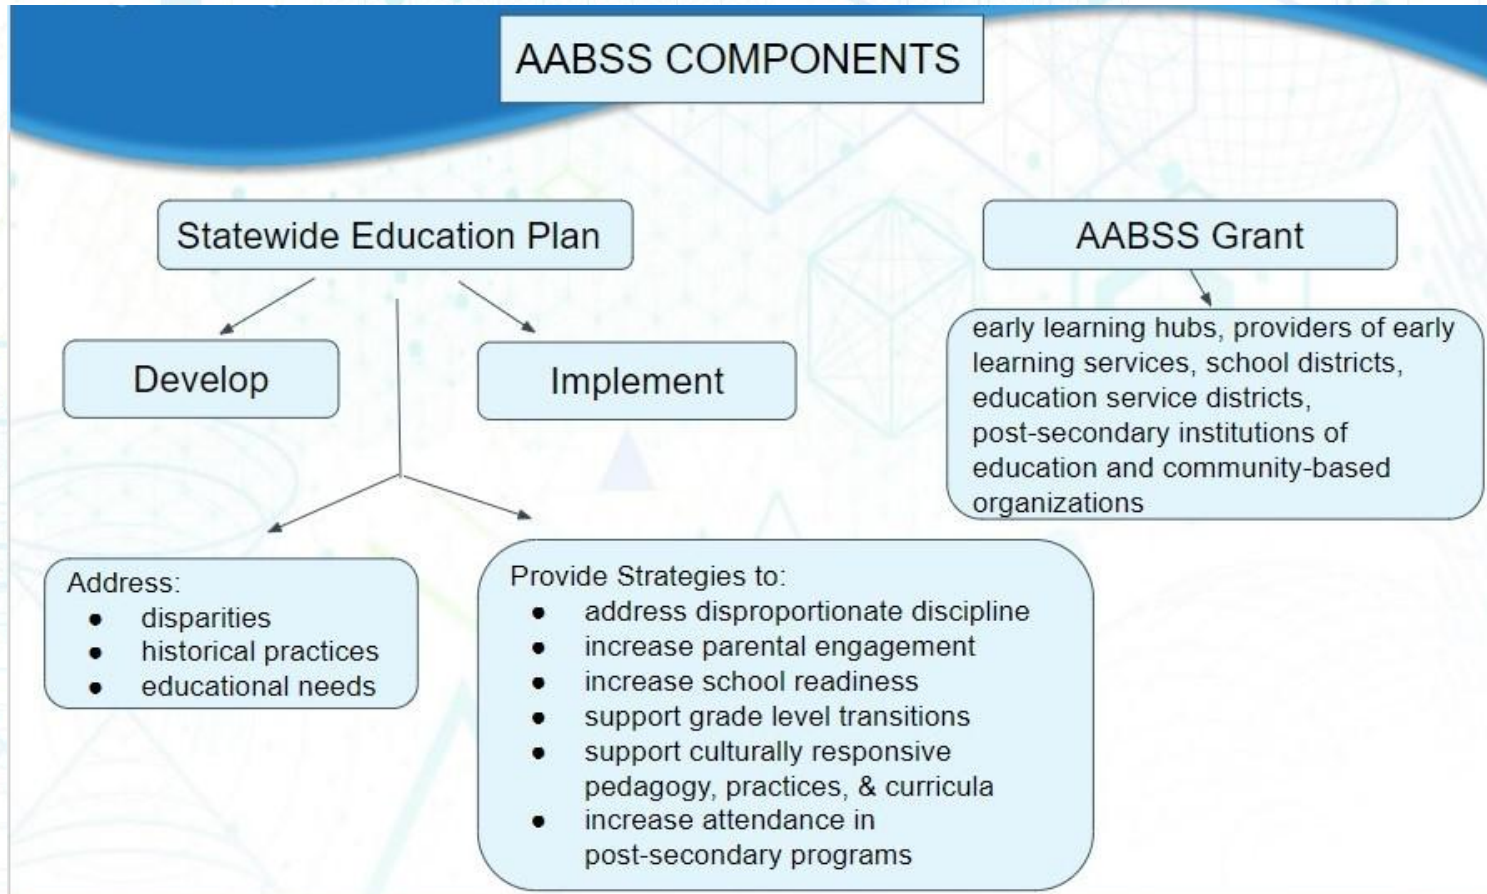 AABSS COMPONENTS
Statewide Education Plan
AABSS Grant
Develop
Implement
early learning hubs, providers of early
learning services, school districts,
education service districts,
post-secondary institutions of
education and community-based
organizations
Address:
● disparities
● historical practices
● educational needs
Provide Strategies to:
● address disproportionate discipline
● increase parental engagement
● increase school readiness
● support grade level transitions
● support culturally responsive
pedagogy, practices, & curricula
● increase attendance in
post-secondary programs